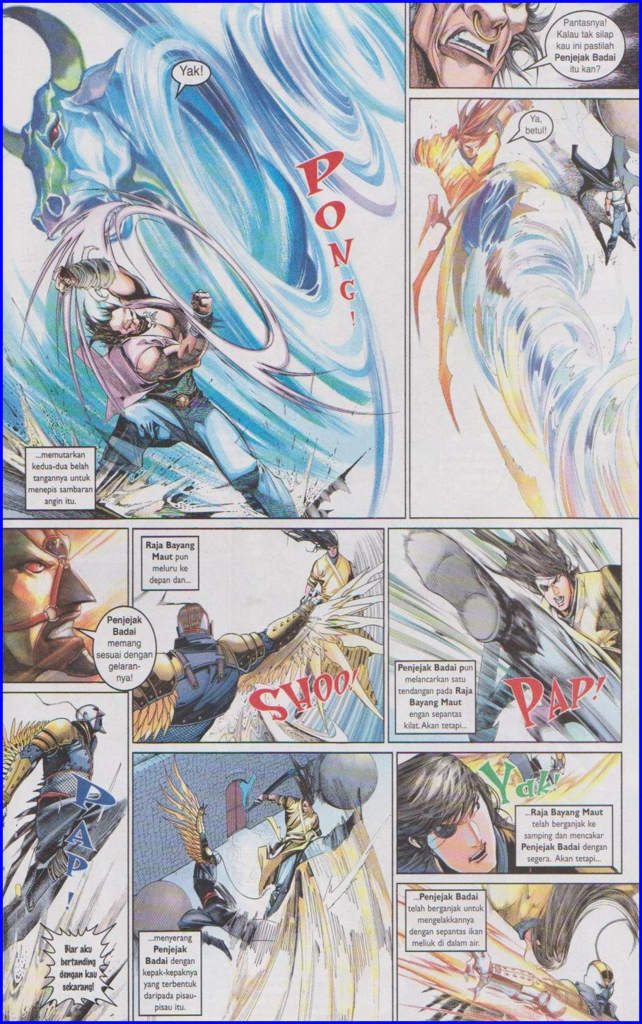 Yak!
PONG!
...memutarkan
kedua-dua belah
tangannya untuk
menepis sambaran
angin itu.
Pantasnya!
Kalau tak silap
kau ini pastilah
Penjejak Badai
itu kan?
Ya,
betul!
Penjejak
Badai
memang
sesuai dengan
gelaran-
nya!
Raja Bayang
Maut pun
meluru ke
depan dan...
SHOO!
Penjejak Badai pun
melancarkan satu
tendangan pada Raja
Bayang Maut
engan sepantas
kilat. Akan tetapi...
PAP!
PAP!
Biar aku
bertanding
dengan kau
sekarang!
...menyerang
Penjejak
Badai dengan
kepak-kepaknya
yang terbentuk
daripada pisau-
pisau itu.
Yak!
...Raja Bayang Maut
telah berganjak ke
samping dan mencakar
Penjejak Badai dengan
segera. Akan tetapi...
...Penjejak Badai
telah berganjak untuk
mengelakkannya
dengan sepantas ikan
meliuk di dalam air.